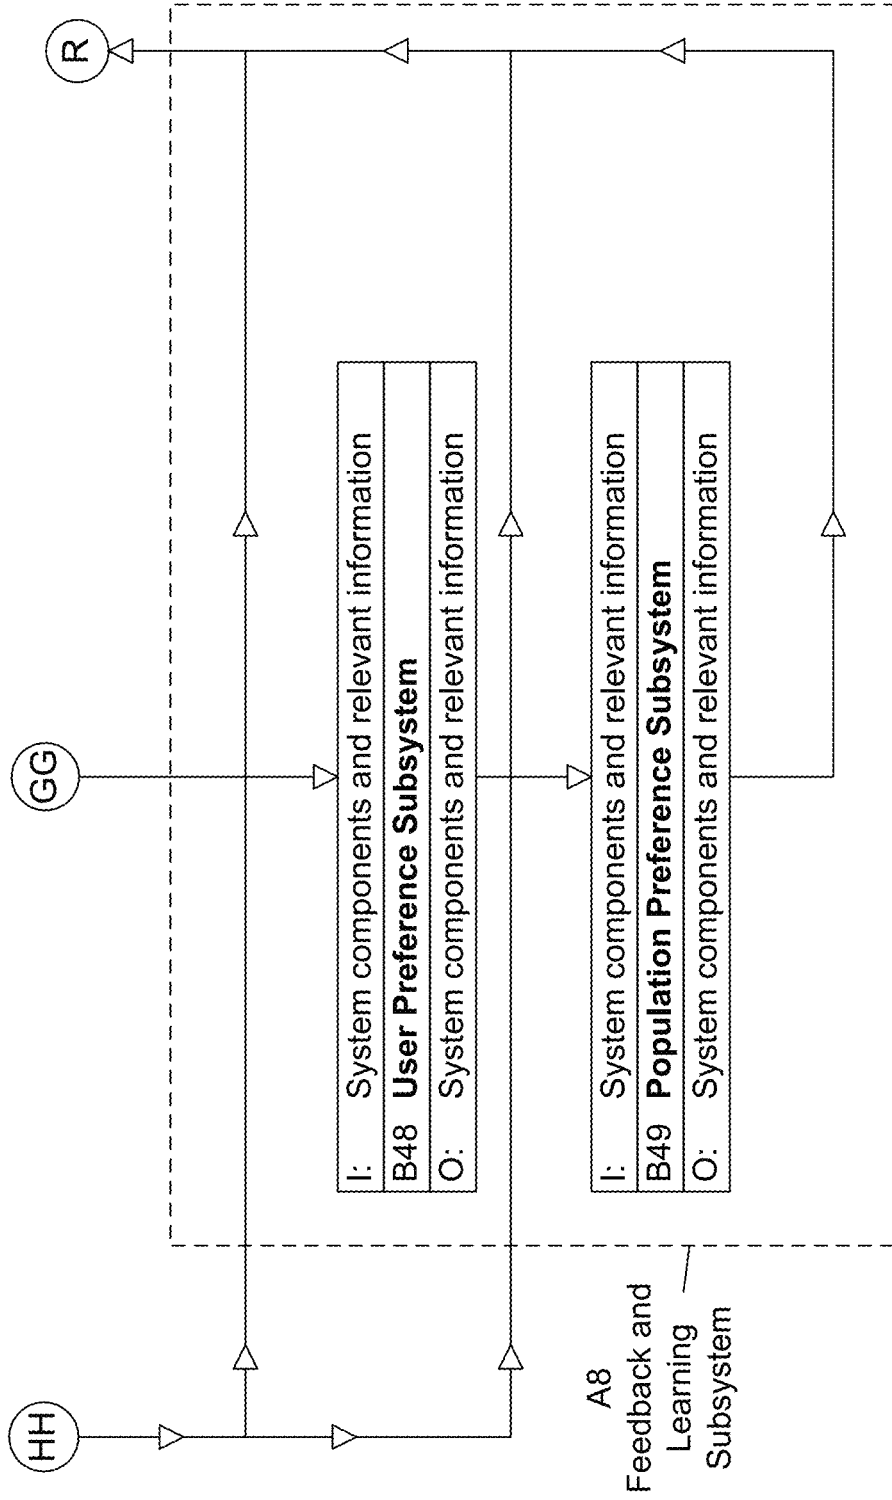 HH
GG
R
I: System components and relevant information
B48 User Preference Subsystem
O: System components and relevant information
I: System components and relevant information
B49 Population Preference Subsystem
O: System components and relevant information
A8
Feedback and
Learning
Subsystem